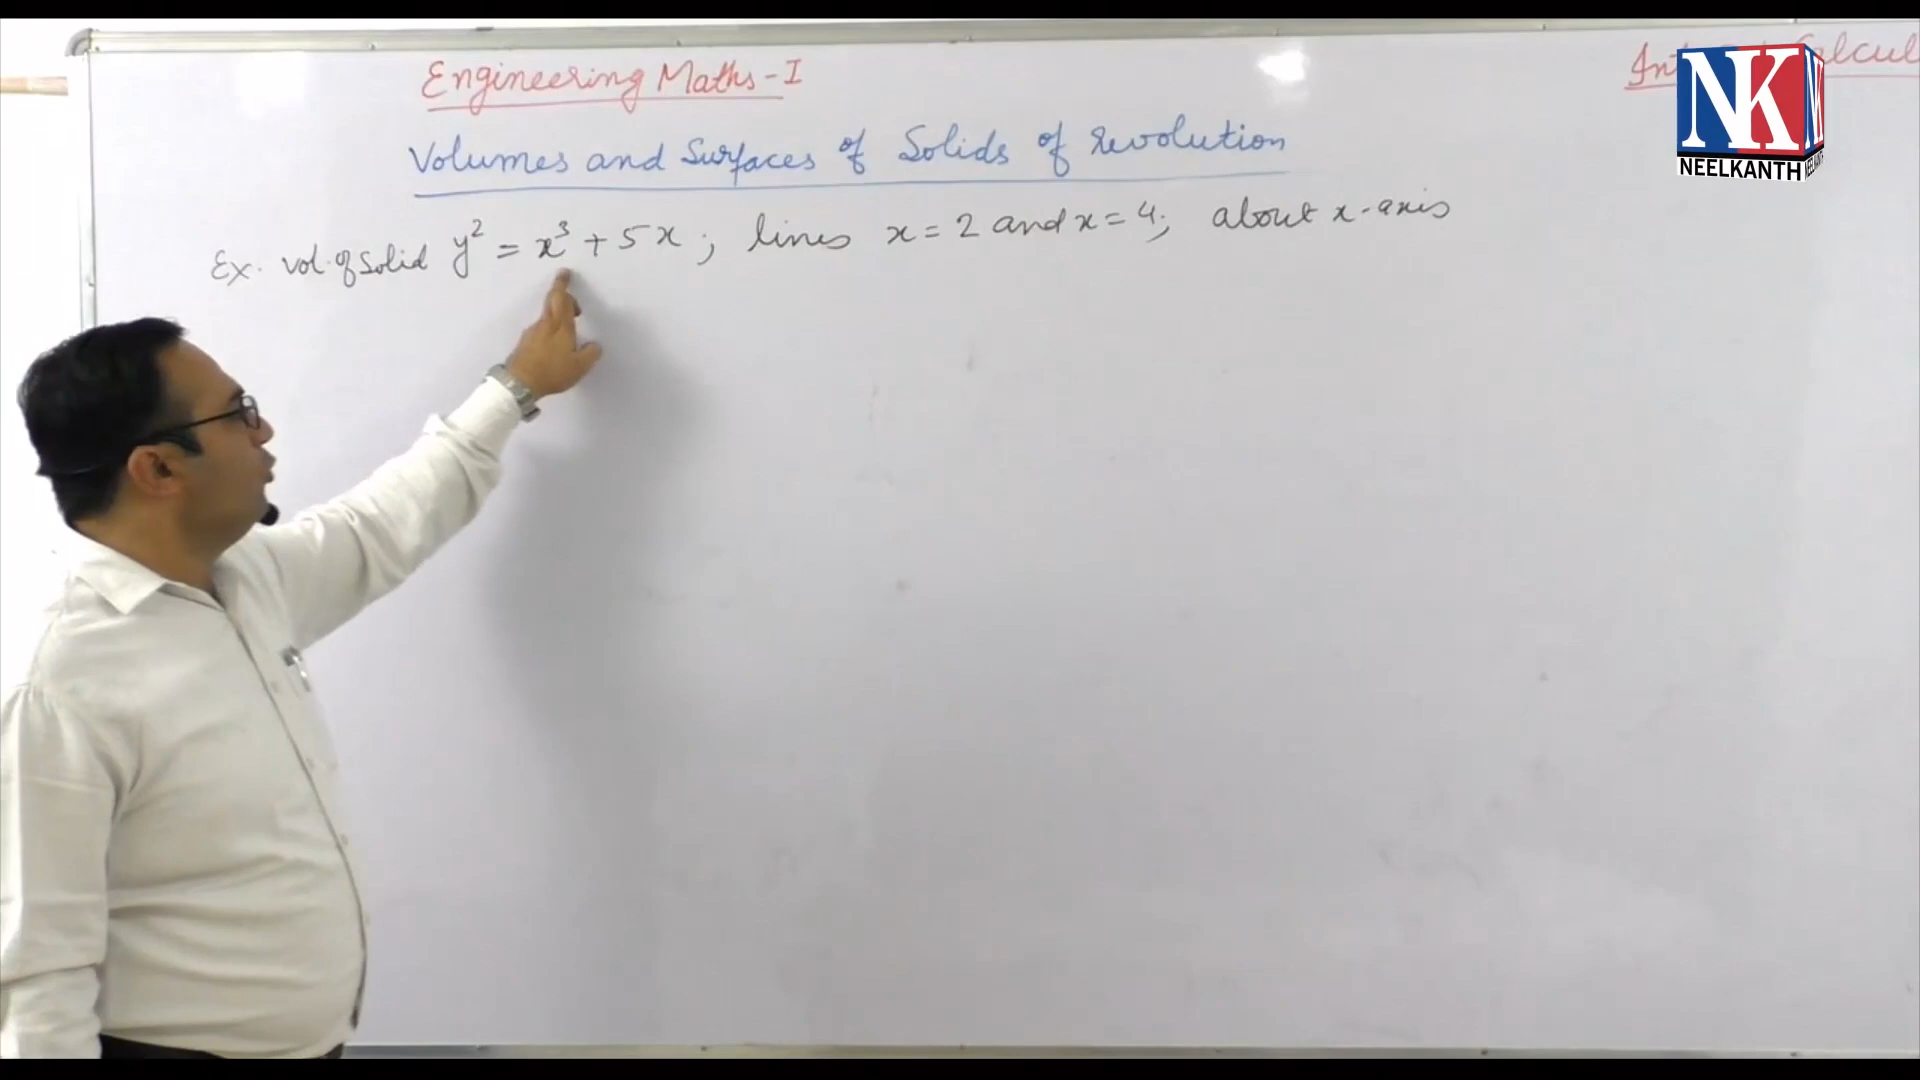 Engineering Maths-I
Volumes and Surfaces of Solids of revolution
Ex. vol. of solid y² = x³ + 5x ; lines x = 2 and x = 4; about x-axis
NK
NEELKANTH